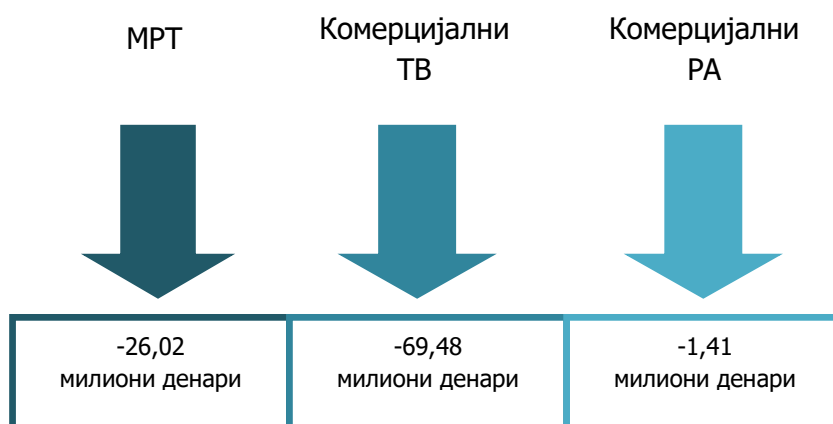 МРТ
Комерцијални
ТВ
Комерцијални
РА
-26,02
милиони денари
-69,48
милиони денари
-1,41
милиони денари